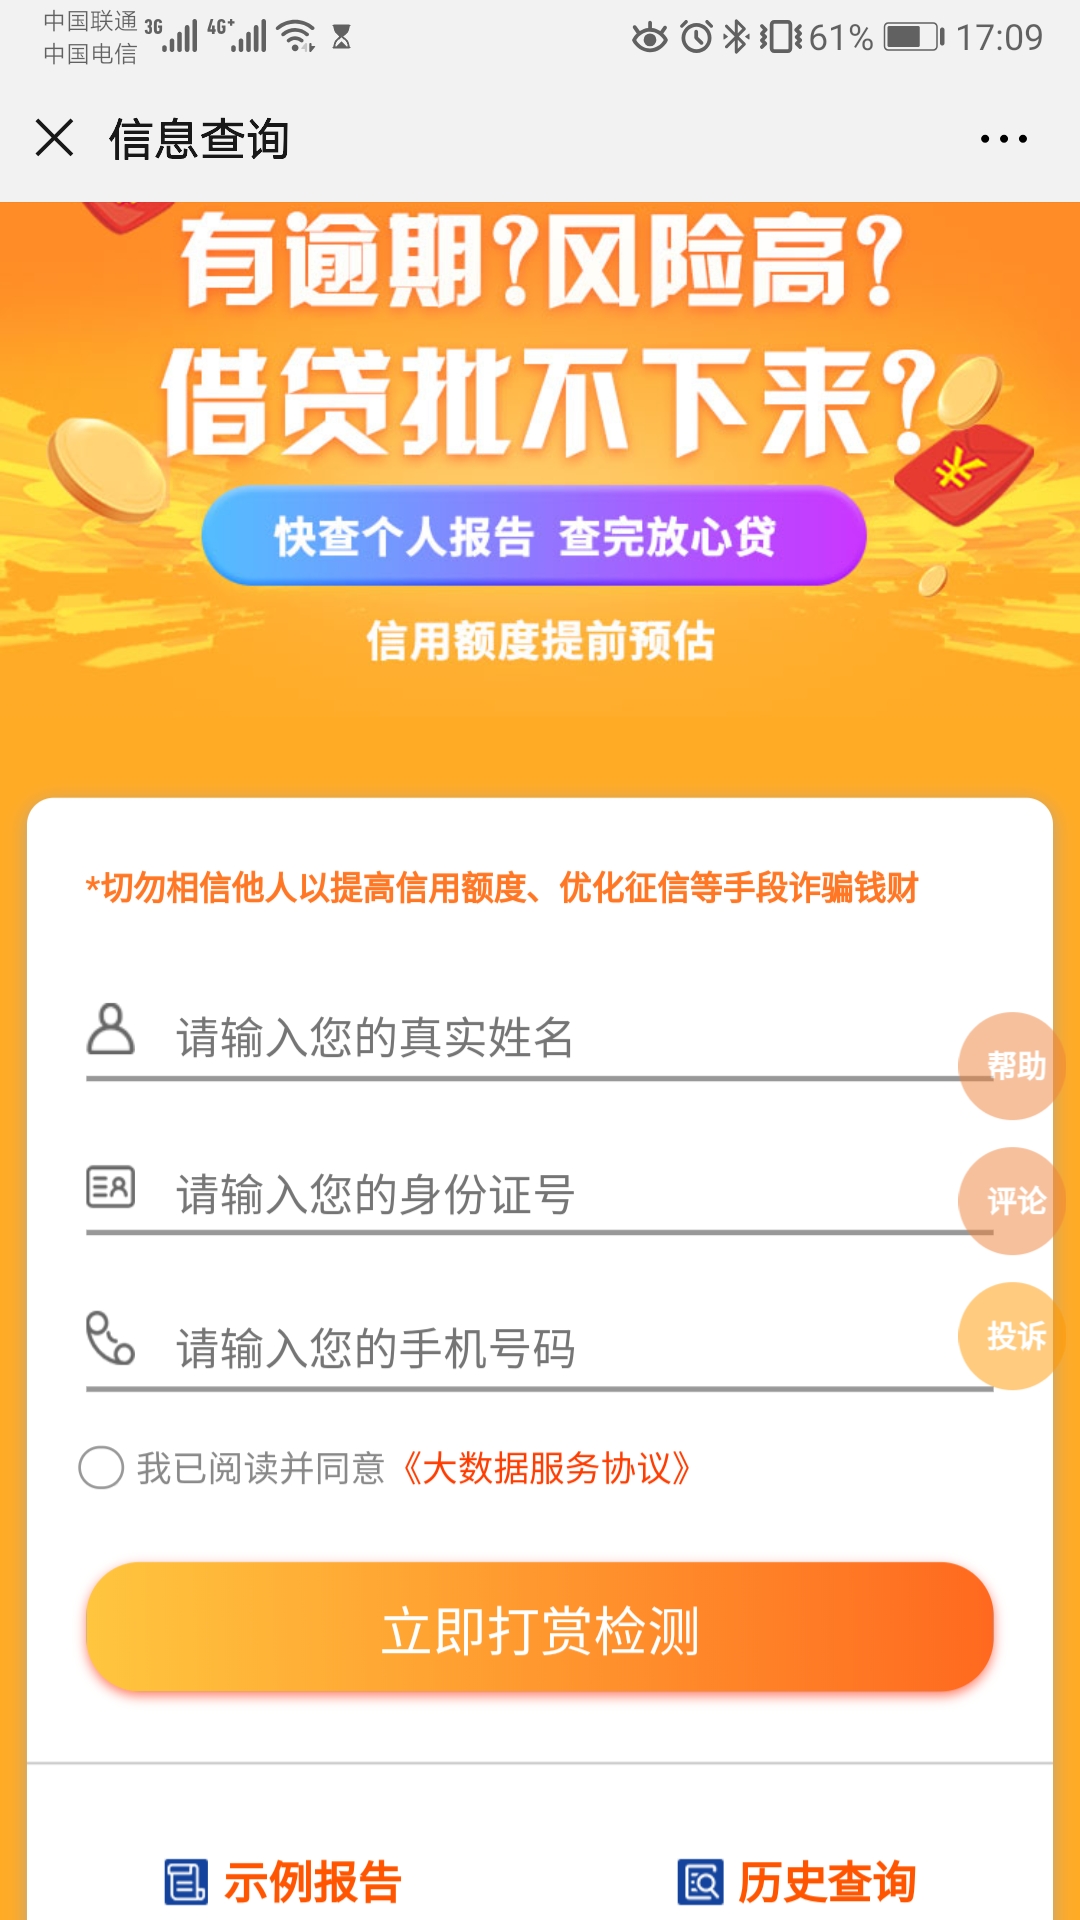 中国联通 3G 4G+ 61% 17:09
中国电信
信息查询
有逾期?风险高?
借贷批不下来?
快查个人报告 查完放心贷
信用额度提前预估
*切勿相信他人以提高信用额度、优化征信等手段诈骗钱财
请输入您的真实姓名
帮助
请输入您的身份证号
评论
请输入您的手机号码
投诉
我已阅读并同意《大数据服务协议》
立即打赏检测
示例报告 历史查询